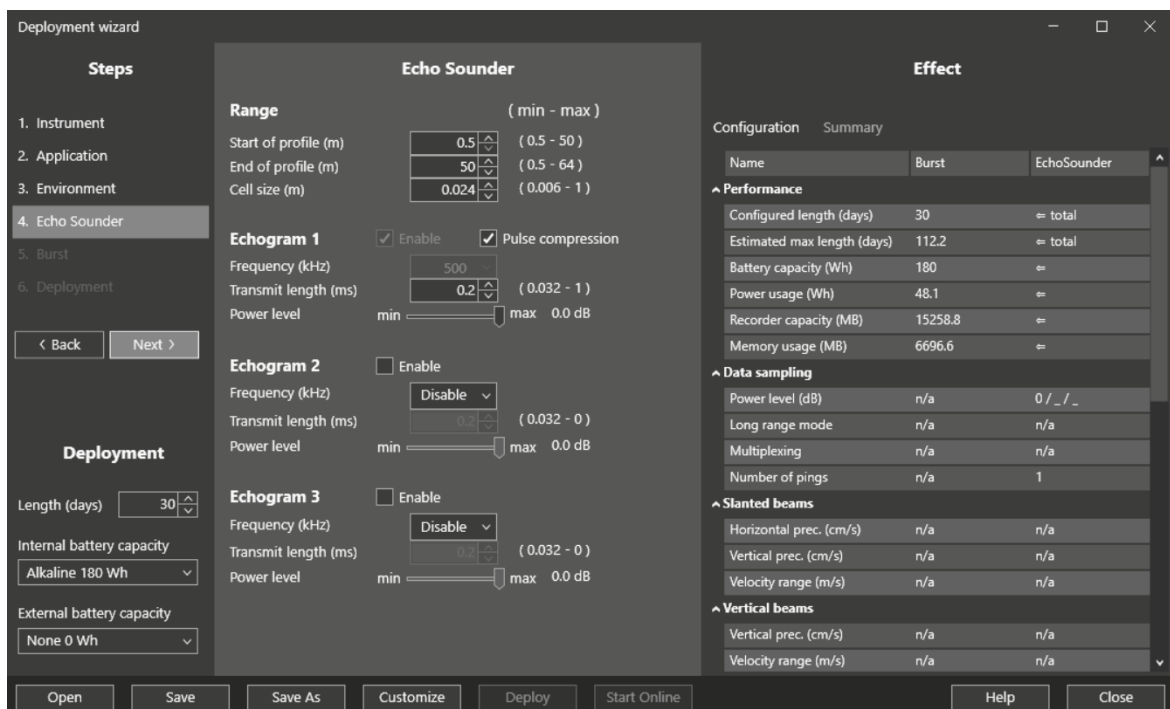 Deployment wizard
Steps
1. Instrument
2. Application
3. Environment
4. Echo Sounder
5. Burst
6. Deployment
< Back Next >
Deployment
Length (days) 30
Internal battery capacity
Alkaline 180 Wh
External battery capacity
None 0 Wh
Echo Sounder
Range ( min - max )
Start of profile (m) 0.5 ( 0.5 - 50 )
End of profile (m) 50 ( 0.5 - 64 )
Cell size (m) 0.024 ( 0.006 - 1 )
Echogram 1 Enable Pulse compression
Frequency (kHz) 500
Transmit length (ms) 0.2 ( 0.032 - 1 )
Power level min max 0.0 dB
Echogram 2 Enable
Frequency (kHz) Disable
Transmit length (ms) 0.2 ( 0.032 - 0 )
Power level min max 0.0 dB
Echogram 3 Enable
Frequency (kHz) Disable
Transmit length (ms) 0.2 ( 0.032 - 0 )
Power level min max 0.0 dB
Effect
Configuration Summary
Name Burst EchoSounder
Performance
Configured length (days) 30 ⇐ total
Estimated max length (days) 112.2 ⇐ total
Battery capacity (Wh) 180 ⇐
Power usage (Wh) 48.1 ⇐
Recorder capacity (MB) 15258.8 ⇐
Memory usage (MB) 6696.6 ⇐
Data sampling
Power level (dB) n/a 0 / _ / _
Long range mode n/a n/a
Multiplexing n/a n/a
Number of pings n/a 1
Slanted beams
Horizontal prec. (cm/s) n/a n/a
Vertical prec. (cm/s) n/a n/a
Velocity range (m/s) n/a n/a
Vertical beams
Vertical prec. (cm/s) n/a n/a
Velocity range (m/s) n/a n/a
Open Save Save As Customize Deploy Start Online Help Close